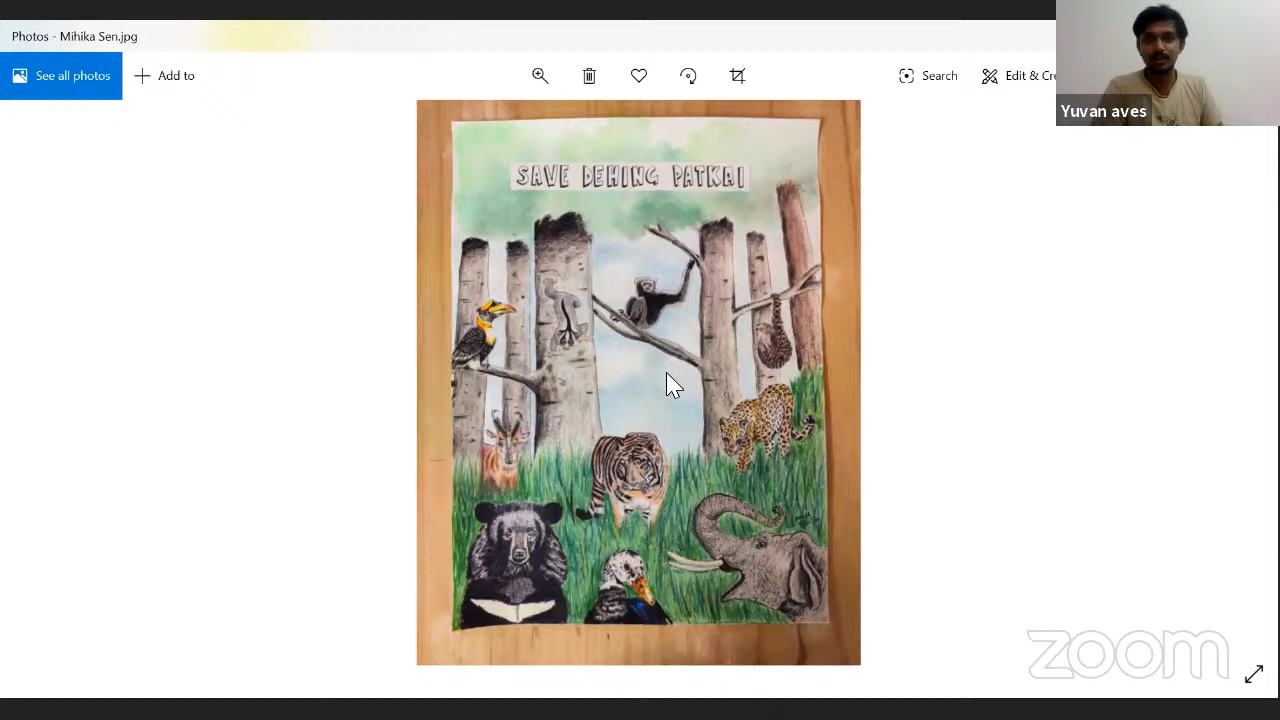 Photos - Mihika Sen.jpg
See all photos
Add to
Search
Edit & Cre
Yuvan aves
SAVE DEHING PATKAI
zoom